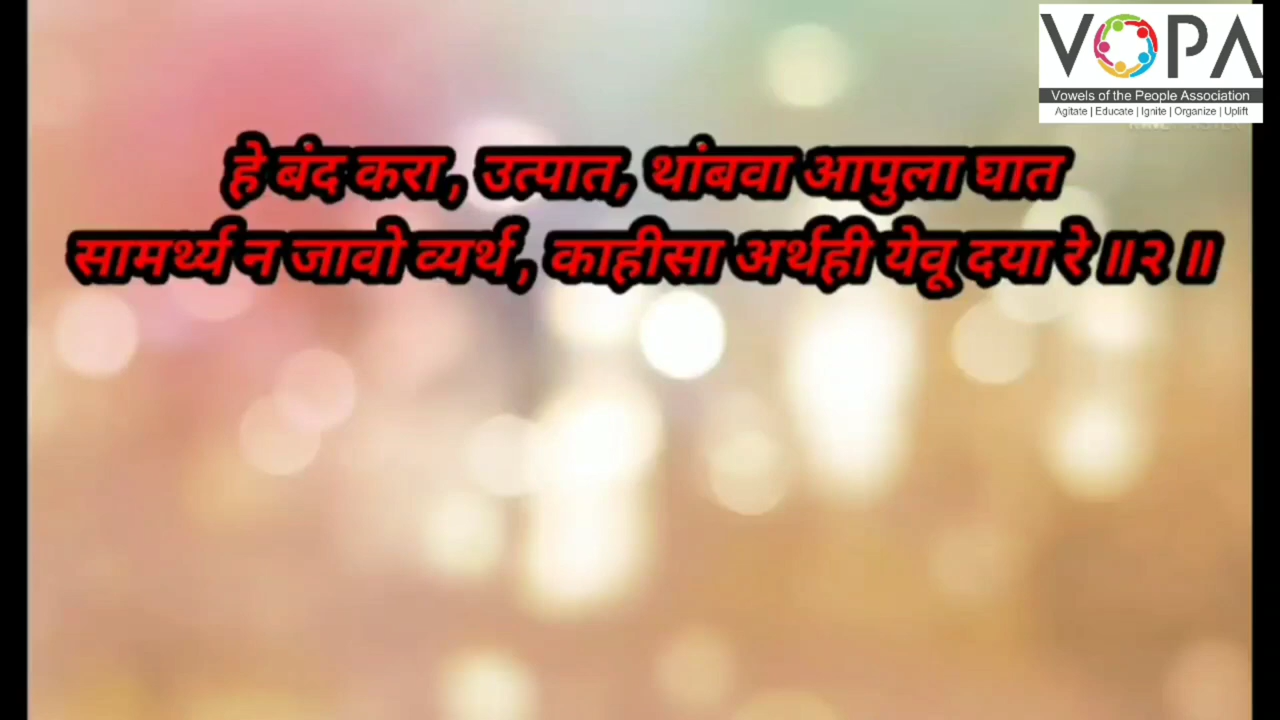 VOPA
Vowels of the People Association
Agitate | Educate | Ignite | Organize | Uplift
हे बंद करा , उत्पात, थांबवा आपुला घात
सामर्थ्य न जावो व्यर्थ , काहीसा अर्थही येवू दया रे ॥२ ॥